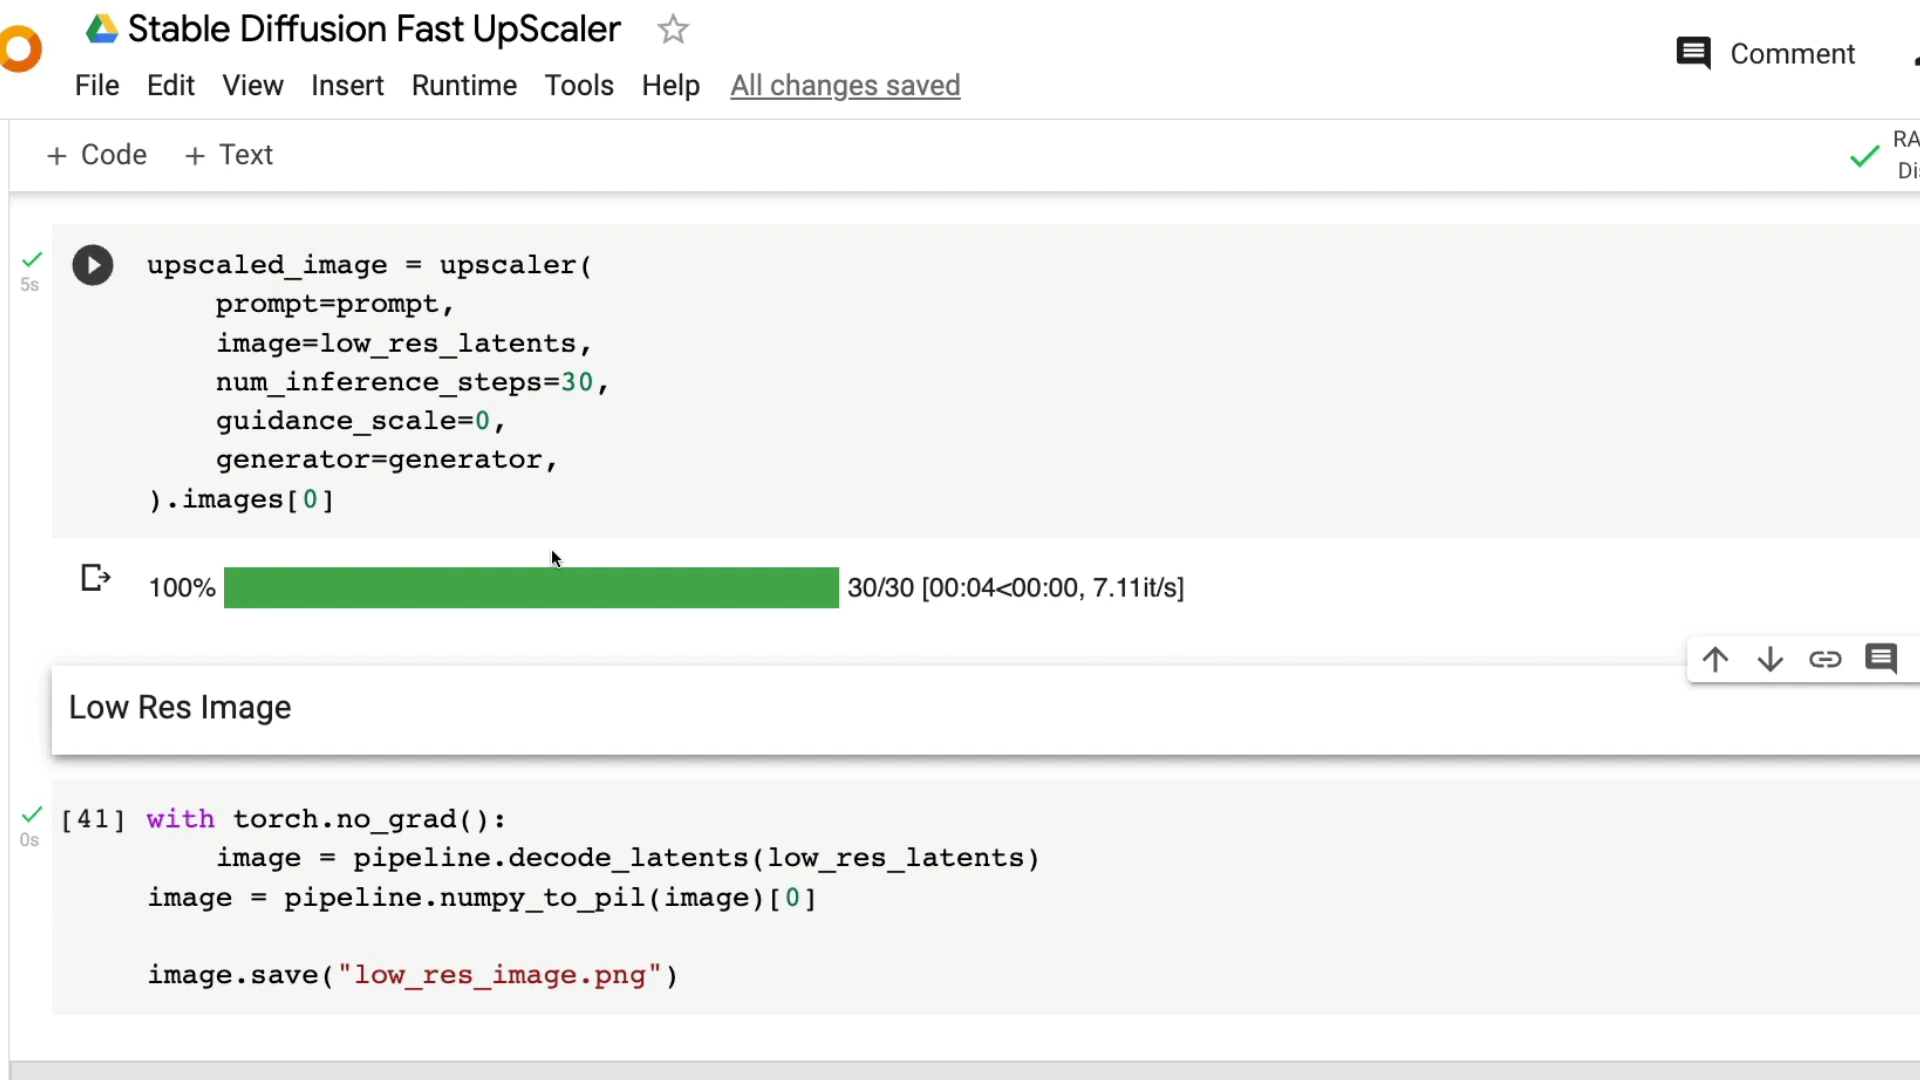 Stable Diffusion Fast UpScaler
Comment
File Edit View Insert Runtime Tools Help All changes saved
+ Code + Text
RA
Dis
5s
upscaled_image = upscaler(
    prompt=prompt,
    image=low_res_latents,
    num_inference_steps=30,
    guidance_scale=0,
    generator=generator,
).images[0]
100% 30/30 [00:04<00:00, 7.11it/s]
Low Res Image
[41] with torch.no_grad():
0s
    image = pipeline.decode_latents(low_res_latents)
image = pipeline.numpy_to_pil(image)[0]
image.save("low_res_image.png")